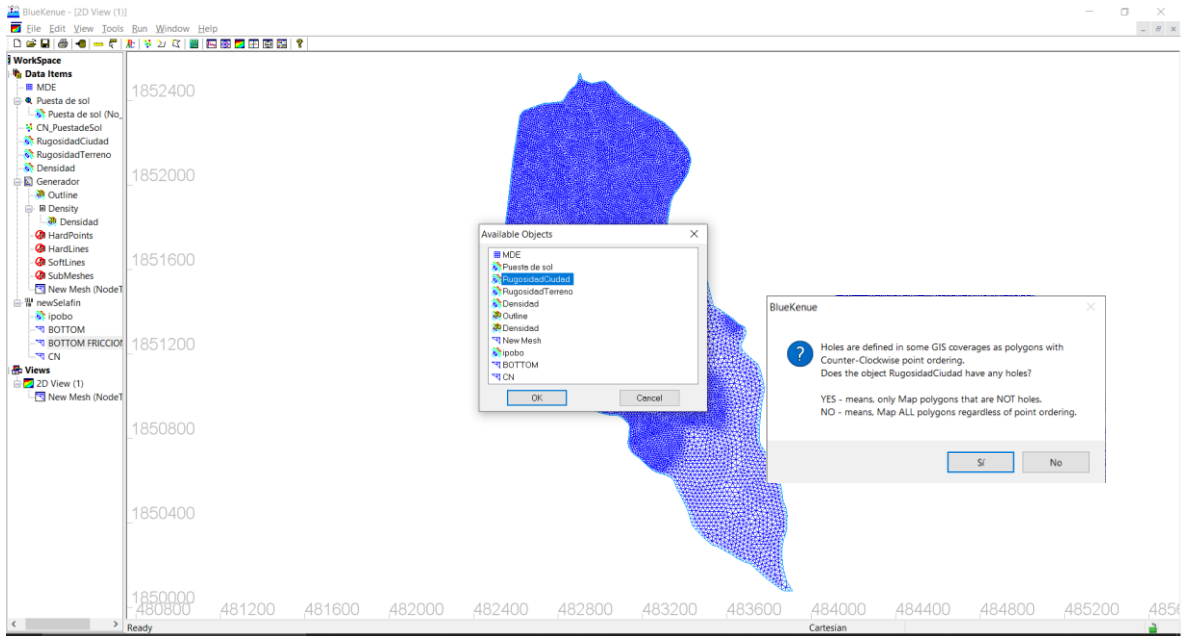 BlueKenue - [2D View (1)]
File Edit View Tools Run Window Help
WorkSpace
Data Items
MDE
Puesta de sol
Puesta de sol (No_
CN_PuestadeSol
RugosidadCiudad
RugosidadTerreno
Densidad
Generador
Outline
Density
Densidad
HardPoints
HardLines
SoftLines
SubMeshes
New Mesh (NodeT
newSelafin
ipobo
BOTTOM
BOTTOM FRICCION
CN
Views
2D View (1)
New Mesh (NodeT
1852400
1852000
1851600
1851200
1850800
1850400
1850000
480800 481200 481600 482000 482400 482800 483200 483600 484000 484400 484800 485200 4856
Available Objects
MDE
Puesta de sol
RugosidadCiudad
RugosidadTerreno
Densidad
Outline
Densidad
New Mesh
ipobo
BOTTOM
CN
OK Cancel
BlueKenue
Holes are defined in some GIS coverages as polygons with
Counter-Clockwise point ordering.
Does the object RugosidadCiudad have any holes?
YES - means, only Map polygons that are NOT holes.
NO - means, Map ALL polygons regardless of point ordering.
Sí No
Ready Cartesian